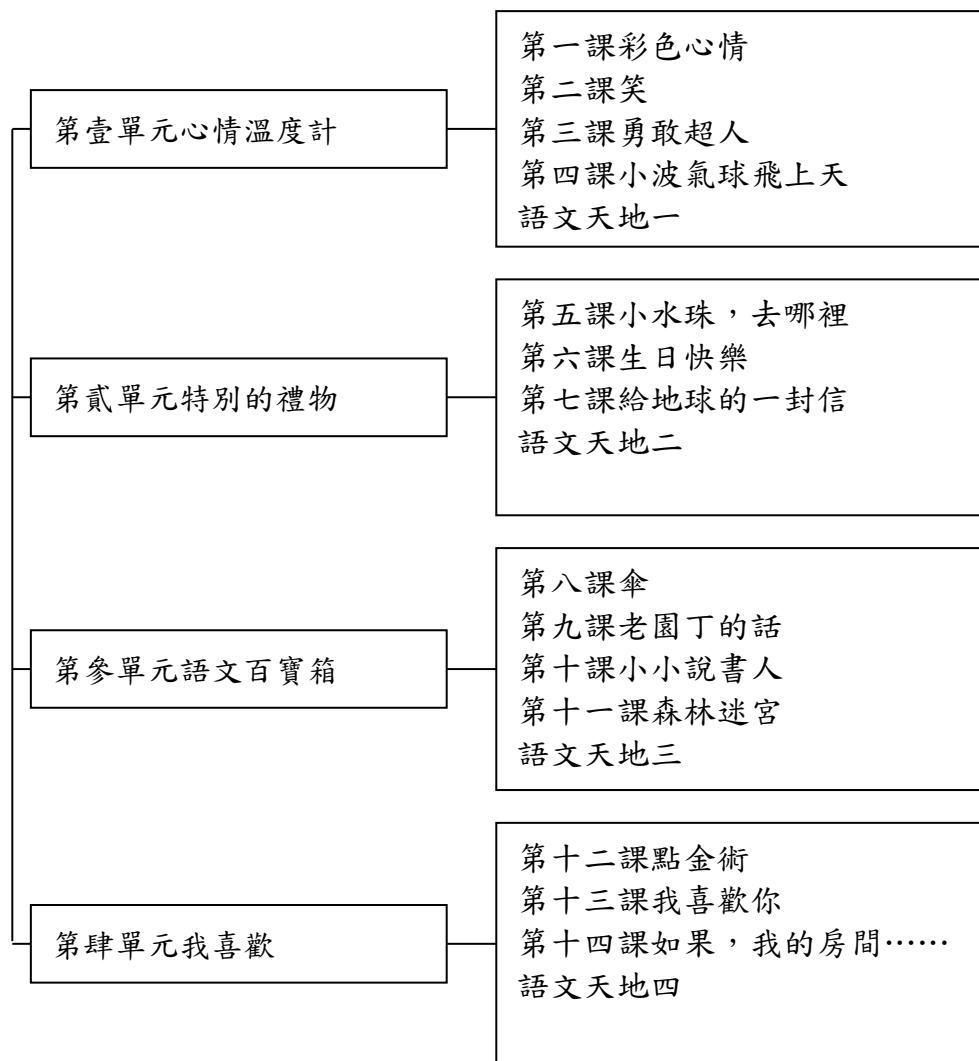 第壹單元心情溫度計
第一課彩色心情
第二課笑
第三課勇敢超人
第四課小波氣球飛上天
語文天地一
第貳單元特別的禮物
第五課小水珠，去哪裡
第六課生日快樂
第七課給地球的一封信
語文天地二
第參單元語文百寶箱
第八課傘
第九課老園丁的話
第十課小小說書人
第十一課森林迷宮
語文天地三
第肆單元我喜歡
第十二課點金術
第十三課我喜歡你
第十四課如果，我的房間……
語文天地四